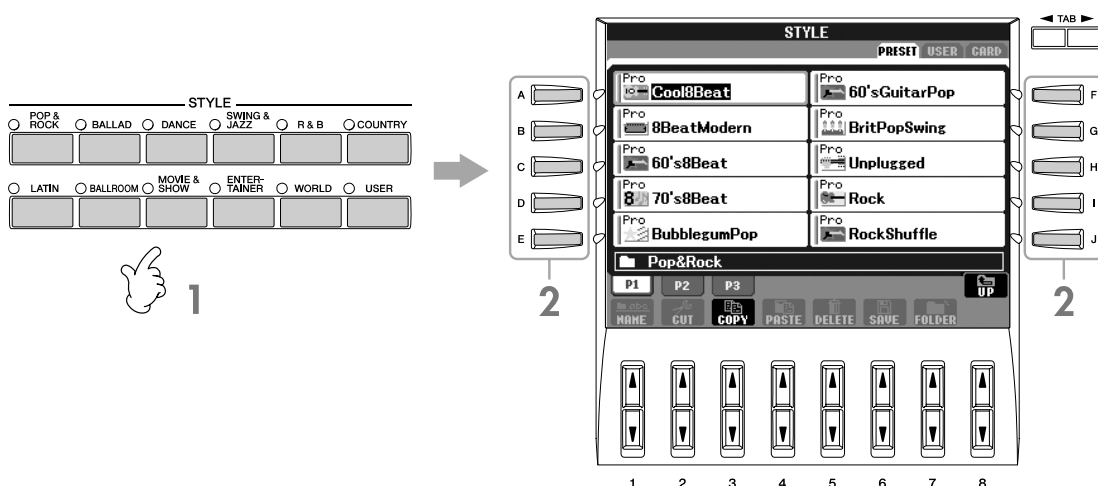 STYLE
POP & ROCK
BALLAD
DANCE
SWING & JAZZ
R & B
COUNTRY
LATIN
BALLROOM
MOVIE & SHOW
ENTER-TAINER
WORLD
USER
1
STYLE
PRESET USER CARD
TAB
A
B
C
D
E
2
Pro Cool8Beat
Pro 60'sGuitarPop
Pro 8BeatModern
Pro BritPopSwing
Pro 60's8Beat
Pro Unplugged
Pro 70's8Beat
Pro Rock
Pro BubblegumPop
Pro RockShuffle
Pop&Rock
P1 P2 P3 UP
NAME CUT COPY PASTE DELETE SAVE FOLDER
F
G
H
I
J
2
1 2 3 4 5 6 7 8